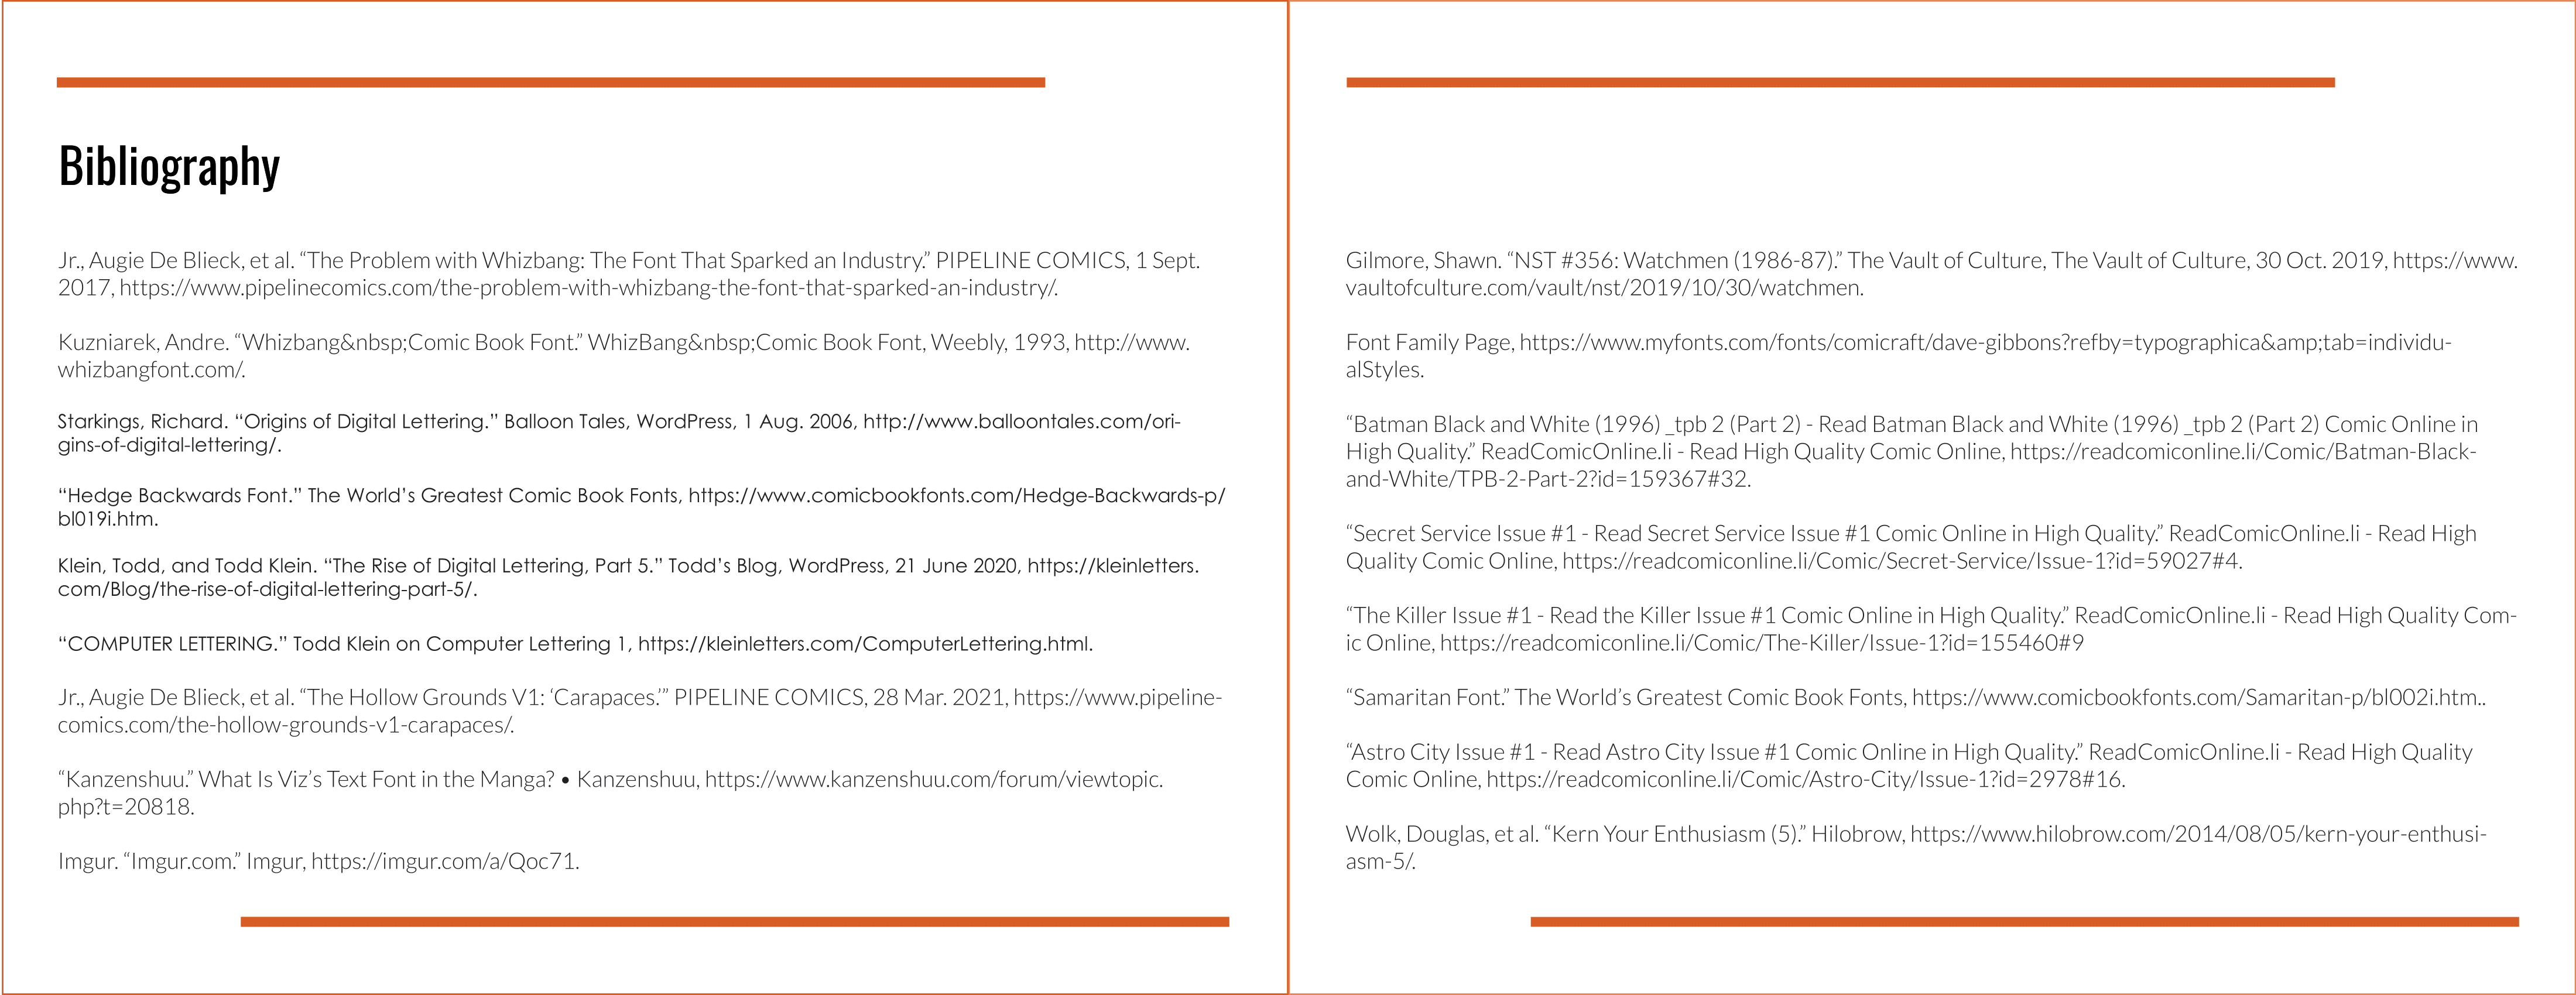 Bibliography
Jr., Augie De Blieck, et al. “The Problem with Whizbang: The Font That Sparked an Industry.” PIPELINE COMICS, 1 Sept.
2017, https://www.pipelinecomics.com/the-problem-with-whizbang-the-font-that-sparked-an-industry/.
Kuzniarek, Andre. “Whizbang&nbsp;Comic Book Font.” WhizBang&nbsp;Comic Book Font, Weebly, 1993, http://www.
whizbangfont.com/.
Starkings, Richard. “Origins of Digital Lettering.” Balloon Tales, WordPress, 1 Aug. 2006, http://www.balloontales.com/ori-
gins-of-digital-lettering/.
“Hedge Backwards Font.” The World’s Greatest Comic Book Fonts, https://www.comicbookfonts.com/Hedge-Backwards-p/
bl019i.htm.
Klein, Todd, and Todd Klein. “The Rise of Digital Lettering, Part 5.” Todd’s Blog, WordPress, 21 June 2020, https://kleinletters.
com/Blog/the-rise-of-digital-lettering-part-5/.
“COMPUTER LETTERING.” Todd Klein on Computer Lettering 1, https://kleinletters.com/ComputerLettering.html.
Jr., Augie De Blieck, et al. “The Hollow Grounds V1: ‘Carapaces.’” PIPELINE COMICS, 28 Mar. 2021, https://www.pipeline-
comics.com/the-hollow-grounds-v1-carapaces/.
“Kanzenshuu.” What Is Viz’s Text Font in the Manga? • Kanzenshuu, https://www.kanzenshuu.com/forum/viewtopic.
php?t=20818.
Imgur. “Imgur.com.” Imgur, https://imgur.com/a/Qoc71.
Gilmore, Shawn. “NST #356: Watchmen (1986-87).” The Vault of Culture, The Vault of Culture, 30 Oct. 2019, https://www.
vaultofculture.com/vault/nst/2019/10/30/watchmen.
Font Family Page, https://www.myfonts.com/fonts/comicraft/dave-gibbons?refby=typographica&amp;tab=individu-
alStyles.
“Batman Black and White (1996) _tpb 2 (Part 2) - Read Batman Black and White (1996) _tpb 2 (Part 2) Comic Online in
High Quality.” ReadComicOnline.li - Read High Quality Comic Online, https://readcomiconline.li/Comic/Batman-Black-
and-White/TPB-2-Part-2?id=159367#32.
“Secret Service Issue #1 - Read Secret Service Issue #1 Comic Online in High Quality.” ReadComicOnline.li - Read High
Quality Comic Online, https://readcomiconline.li/Comic/Secret-Service/Issue-1?id=59027#4.
“The Killer Issue #1 - Read the Killer Issue #1 Comic Online in High Quality.” ReadComicOnline.li - Read High Quality Com-
ic Online, https://readcomiconline.li/Comic/The-Killer/Issue-1?id=155460#9
“Samaritan Font.” The World’s Greatest Comic Book Fonts, https://www.comicbookfonts.com/Samaritan-p/bl002i.htm..
“Astro City Issue #1 - Read Astro City Issue #1 Comic Online in High Quality.” ReadComicOnline.li - Read High Quality
Comic Online, https://readcomiconline.li/Comic/Astro-City/Issue-1?id=2978#16.
Wolk, Douglas, et al. “Kern Your Enthusiasm (5).” Hilobrow, https://www.hilobrow.com/2014/08/05/kern-your-enthusi-
asm-5/.